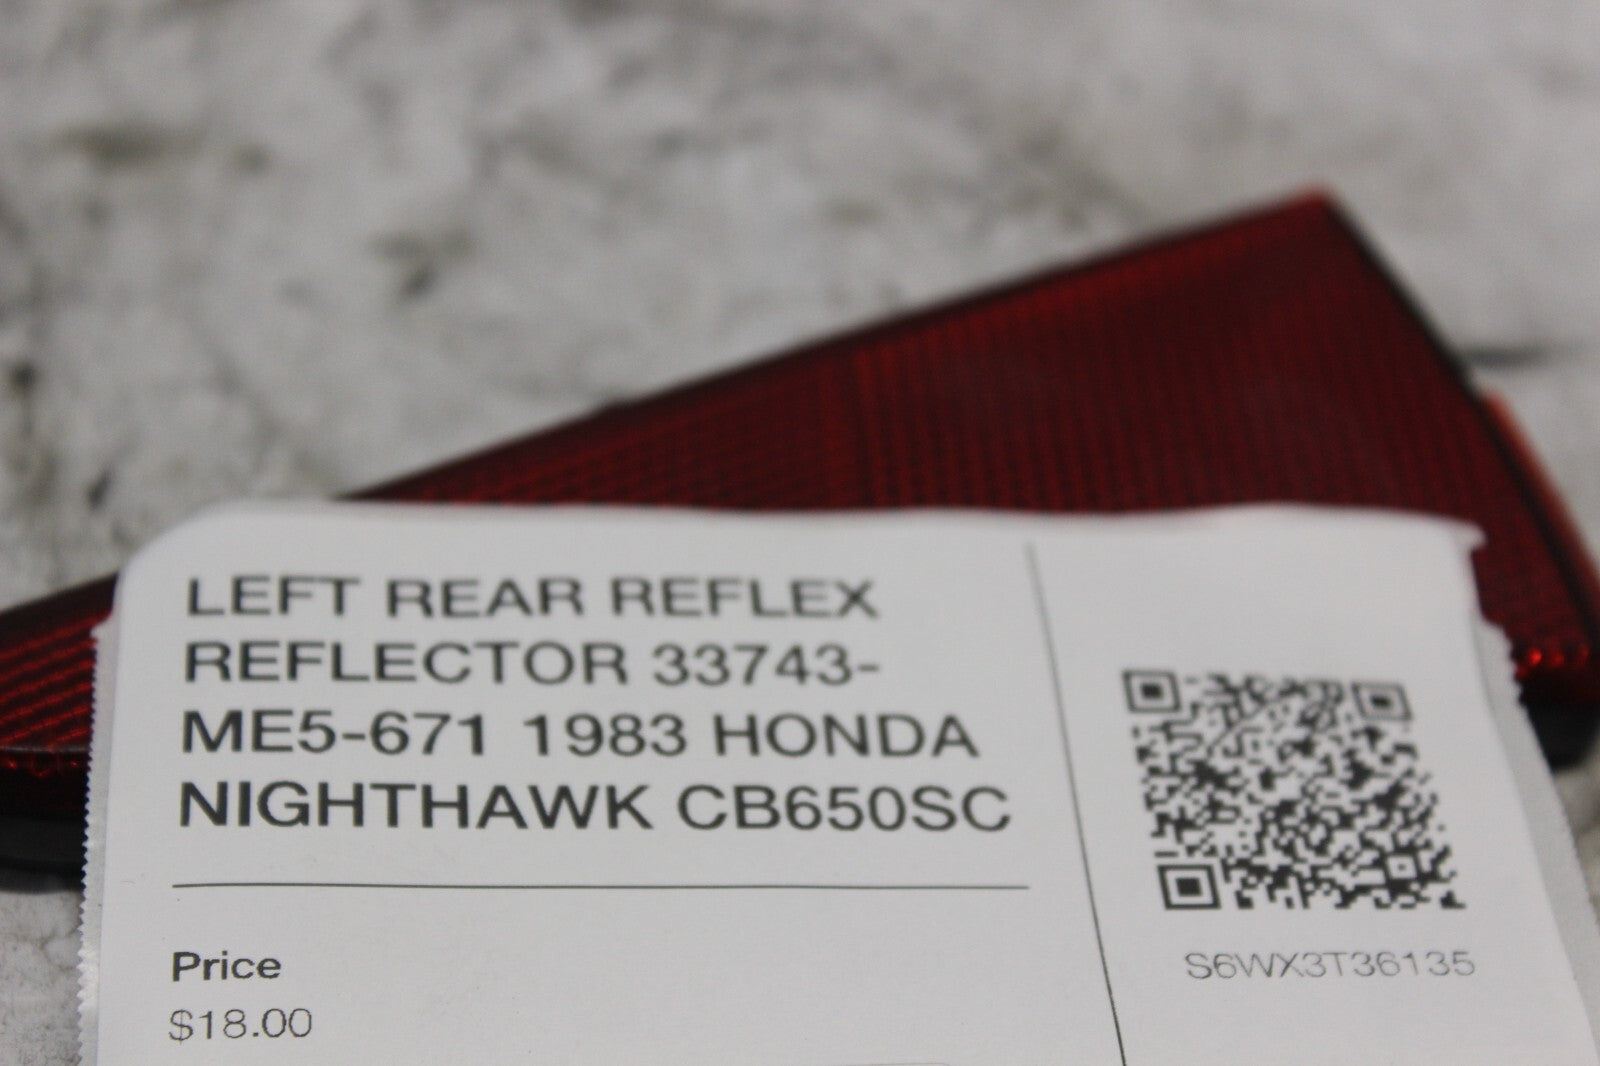 LEFT REAR REFLEX
REFLECTOR 33743-
ME5-671 1983 HONDA
NIGHTHAWK CB650SC
Price
$18.00
S6WX3T36135